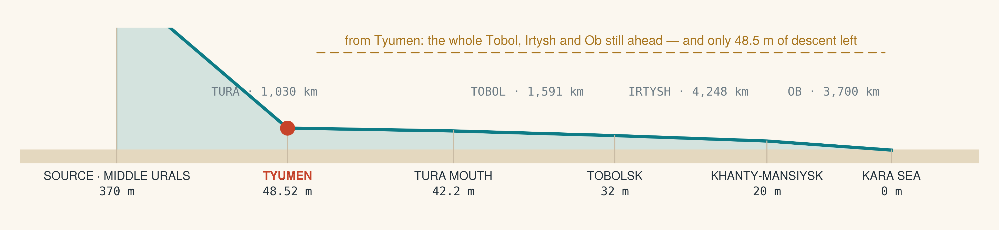 from Tyumen: the whole Tobol, Irtysh and Ob still ahead — and only 48.5 m of descent left
TURA · 1,030 km
TOBOL · 1,591 km
IRTYSH · 4,248 km
OB · 3,700 km
SOURCE · MIDDLE URALS
370 m
TYUMEN
48.52 m
TURA MOUTH
42.2 m
TOBOLSK
32 m
KHANTY-MANSIYSK
20 m
KARA SEA
0 m